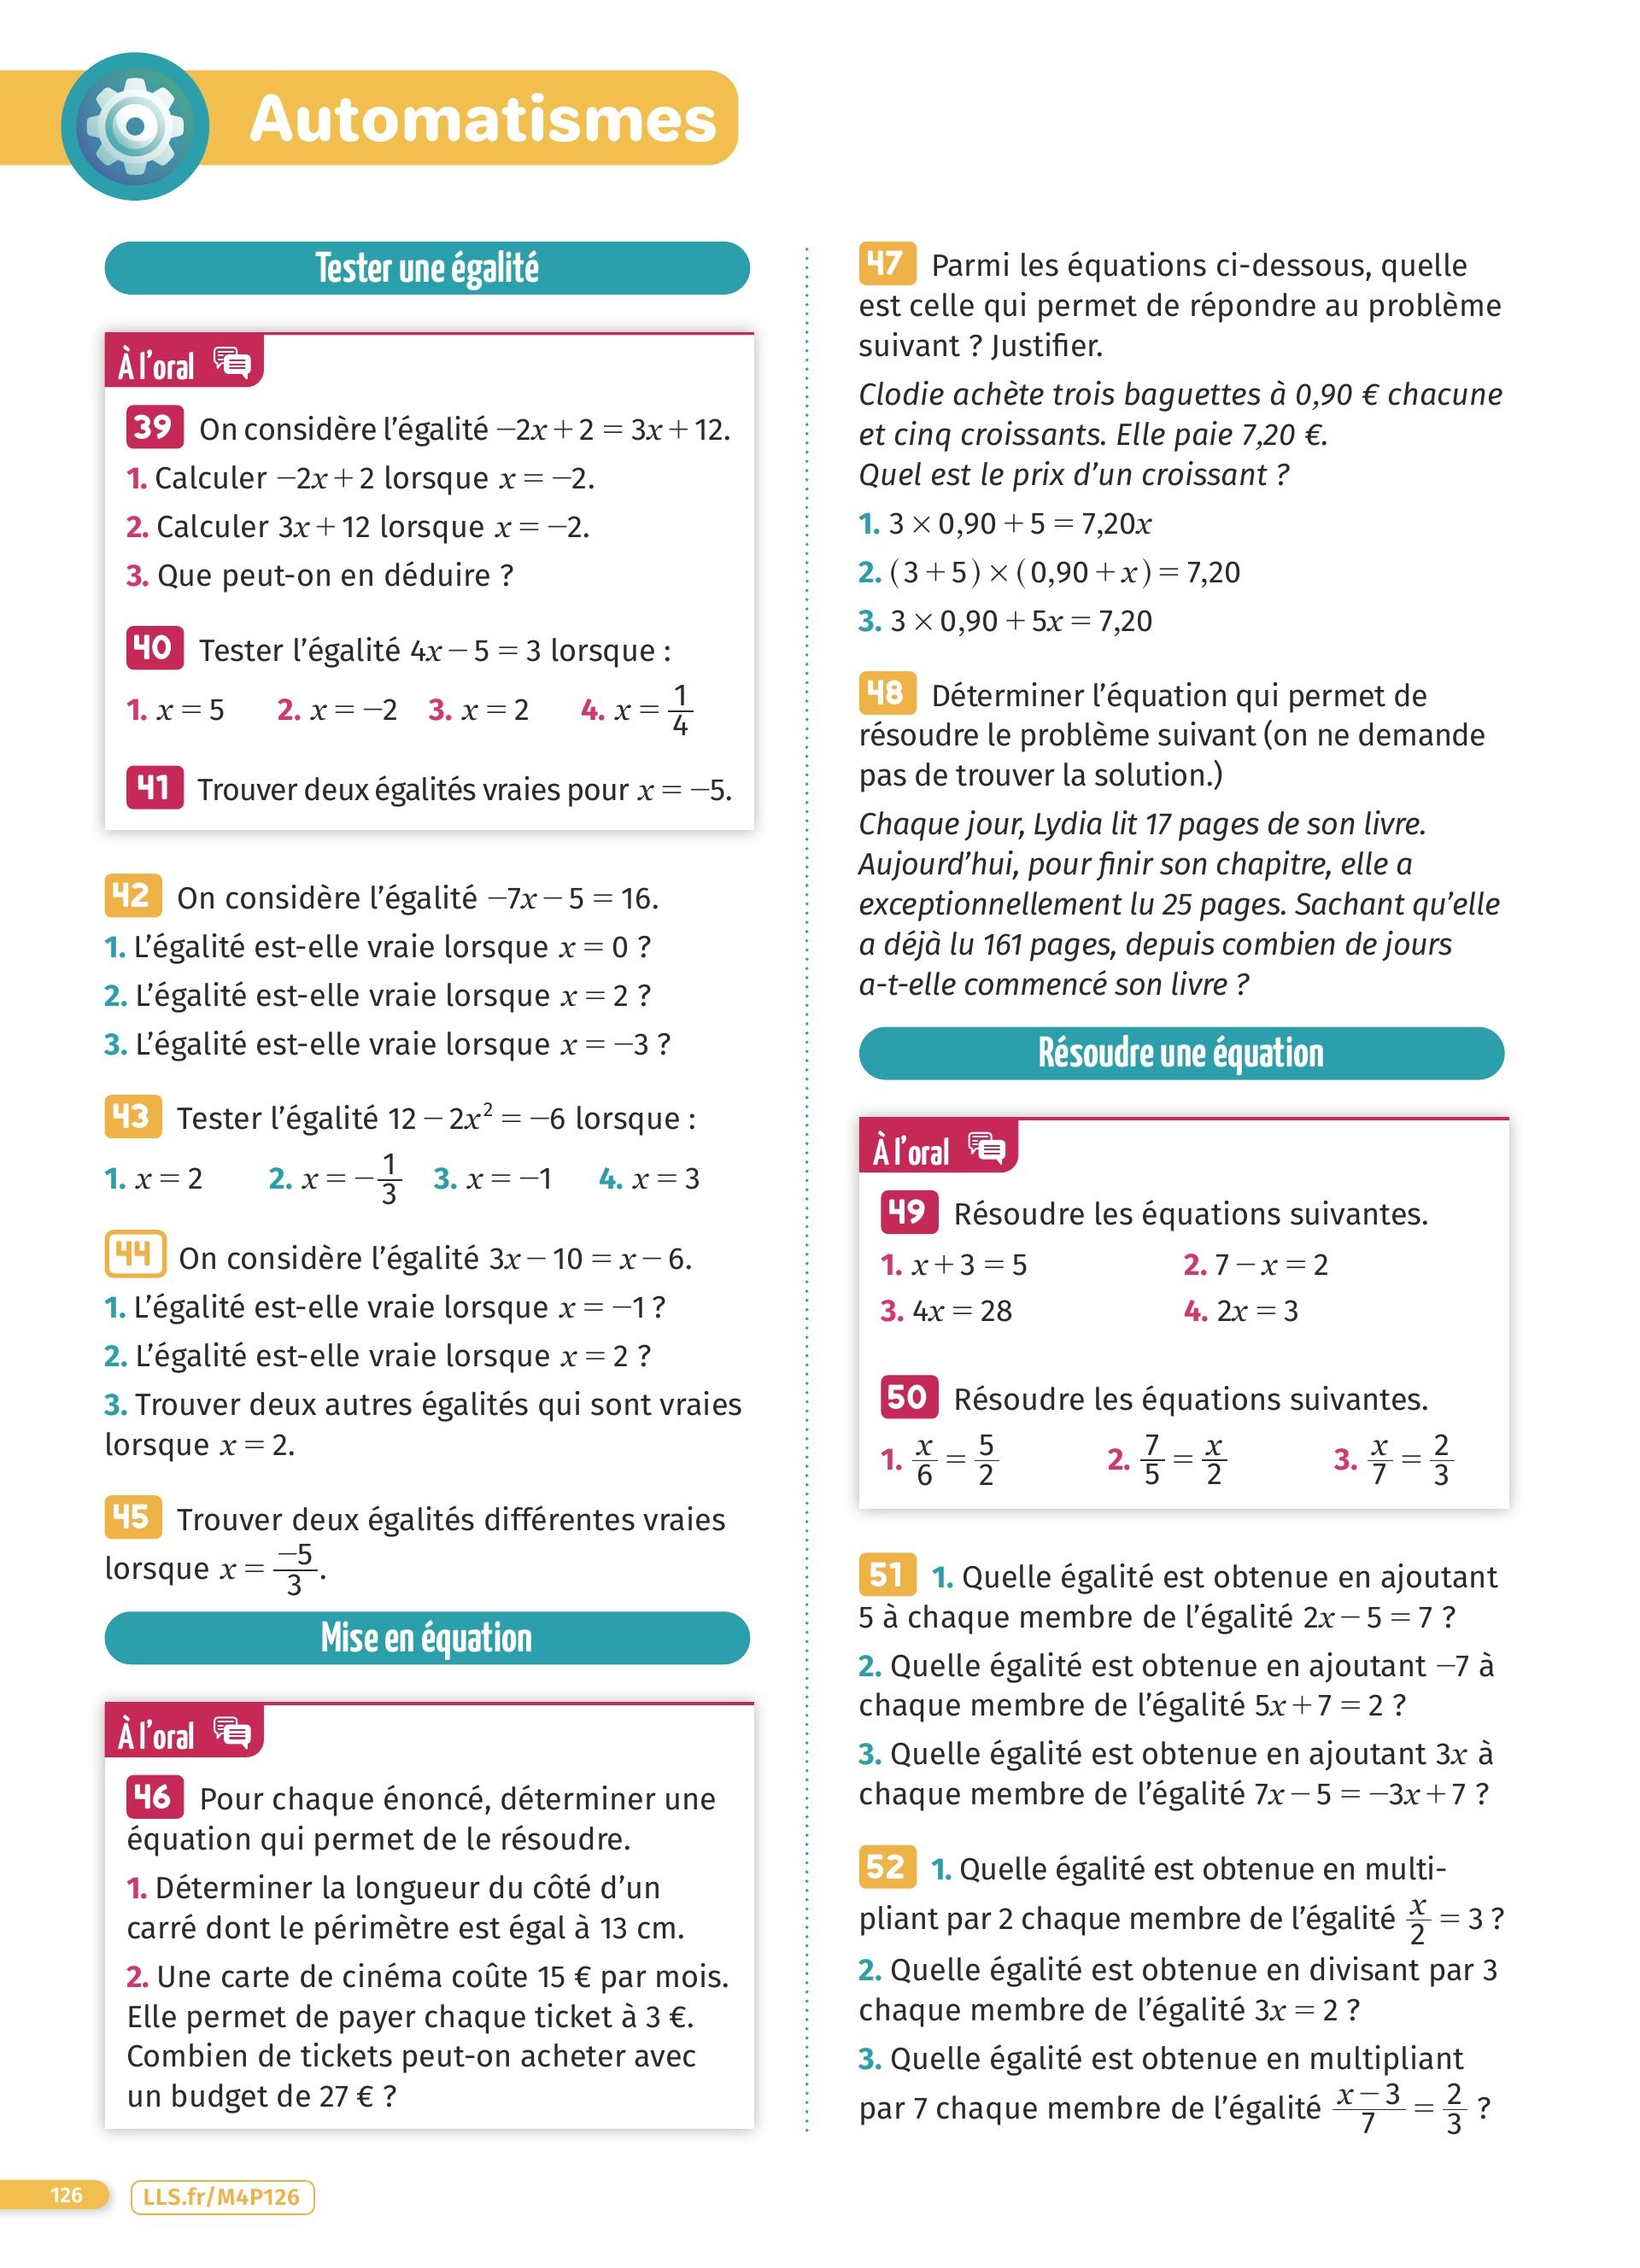 Automatismes
Tester une égalité
À l'oral
39 On considère l'égalité −2x + 2 = 3x + 12.
1. Calculer −2x + 2 lorsque x = −2.
2. Calculer 3x + 12 lorsque x = −2.
3. Que peut-on en déduire ?
40 Tester l'égalité 4x − 5 = 3 lorsque :
1. x = 5 2. x = −2 3. x = 2 4. x = 1/4
41 Trouver deux égalités vraies pour x = −5.
42 On considère l'égalité −7x − 5 = 16.
1. L'égalité est-elle vraie lorsque x = 0 ?
2. L'égalité est-elle vraie lorsque x = 2 ?
3. L'égalité est-elle vraie lorsque x = −3 ?
43 Tester l'égalité 12 − 2x² = −6 lorsque :
1. x = 2 2. x = −1/3 3. x = −1 4. x = 3
44 On considère l'égalité 3x − 10 = x − 6.
1. L'égalité est-elle vraie lorsque x = −1 ?
2. L'égalité est-elle vraie lorsque x = 2 ?
3. Trouver deux autres égalités qui sont vraies
lorsque x = 2.
45 Trouver deux égalités différentes vraies
lorsque x = −5/3.
Mise en équation
À l'oral
46 Pour chaque énoncé, déterminer une
équation qui permet de le résoudre.
1. Déterminer la longueur du côté d'un
carré dont le périmètre est égal à 13 cm.
2. Une carte de cinéma coûte 15 € par mois.
Elle permet de payer chaque ticket à 3 €.
Combien de tickets peut-on acheter avec
un budget de 27 € ?
47 Parmi les équations ci-dessous, quelle
est celle qui permet de répondre au problème
suivant ? Justifier.
Clodie achète trois baguettes à 0,90 € chacune
et cinq croissants. Elle paie 7,20 €.
Quel est le prix d'un croissant ?
1. 3 × 0,90 + 5 = 7,20x
2. (3 + 5) × (0,90 + x) = 7,20
3. 3 × 0,90 + 5x = 7,20
48 Déterminer l'équation qui permet de
résoudre le problème suivant (on ne demande
pas de trouver la solution.)
Chaque jour, Lydia lit 17 pages de son livre.
Aujourd'hui, pour finir son chapitre, elle a
exceptionnellement lu 25 pages. Sachant qu'elle
a déjà lu 161 pages, depuis combien de jours
a-t-elle commencé son livre ?
Résoudre une équation
À l'oral
49 Résoudre les équations suivantes.
1. x + 3 = 5 2. 7 − x = 2
3. 4x = 28 4. 2x = 3
50 Résoudre les équations suivantes.
1. x/6 = 5/2 2. 7/5 = x/2 3. x/7 = 2/3
51 1. Quelle égalité est obtenue en ajoutant
5 à chaque membre de l'égalité 2x − 5 = 7 ?
2. Quelle égalité est obtenue en ajoutant −7 à
chaque membre de l'égalité 5x + 7 = 2 ?
3. Quelle égalité est obtenue en ajoutant 3x à
chaque membre de l'égalité 7x − 5 = −3x + 7 ?
52 1. Quelle égalité est obtenue en multi-
pliant par 2 chaque membre de l'égalité x/2 = 3 ?
2. Quelle égalité est obtenue en divisant par 3
chaque membre de l'égalité 3x = 2 ?
3. Quelle égalité est obtenue en multipliant
par 7 chaque membre de l'égalité (x − 3)/7 = 2/3 ?
126
LLS.fr/M4P126